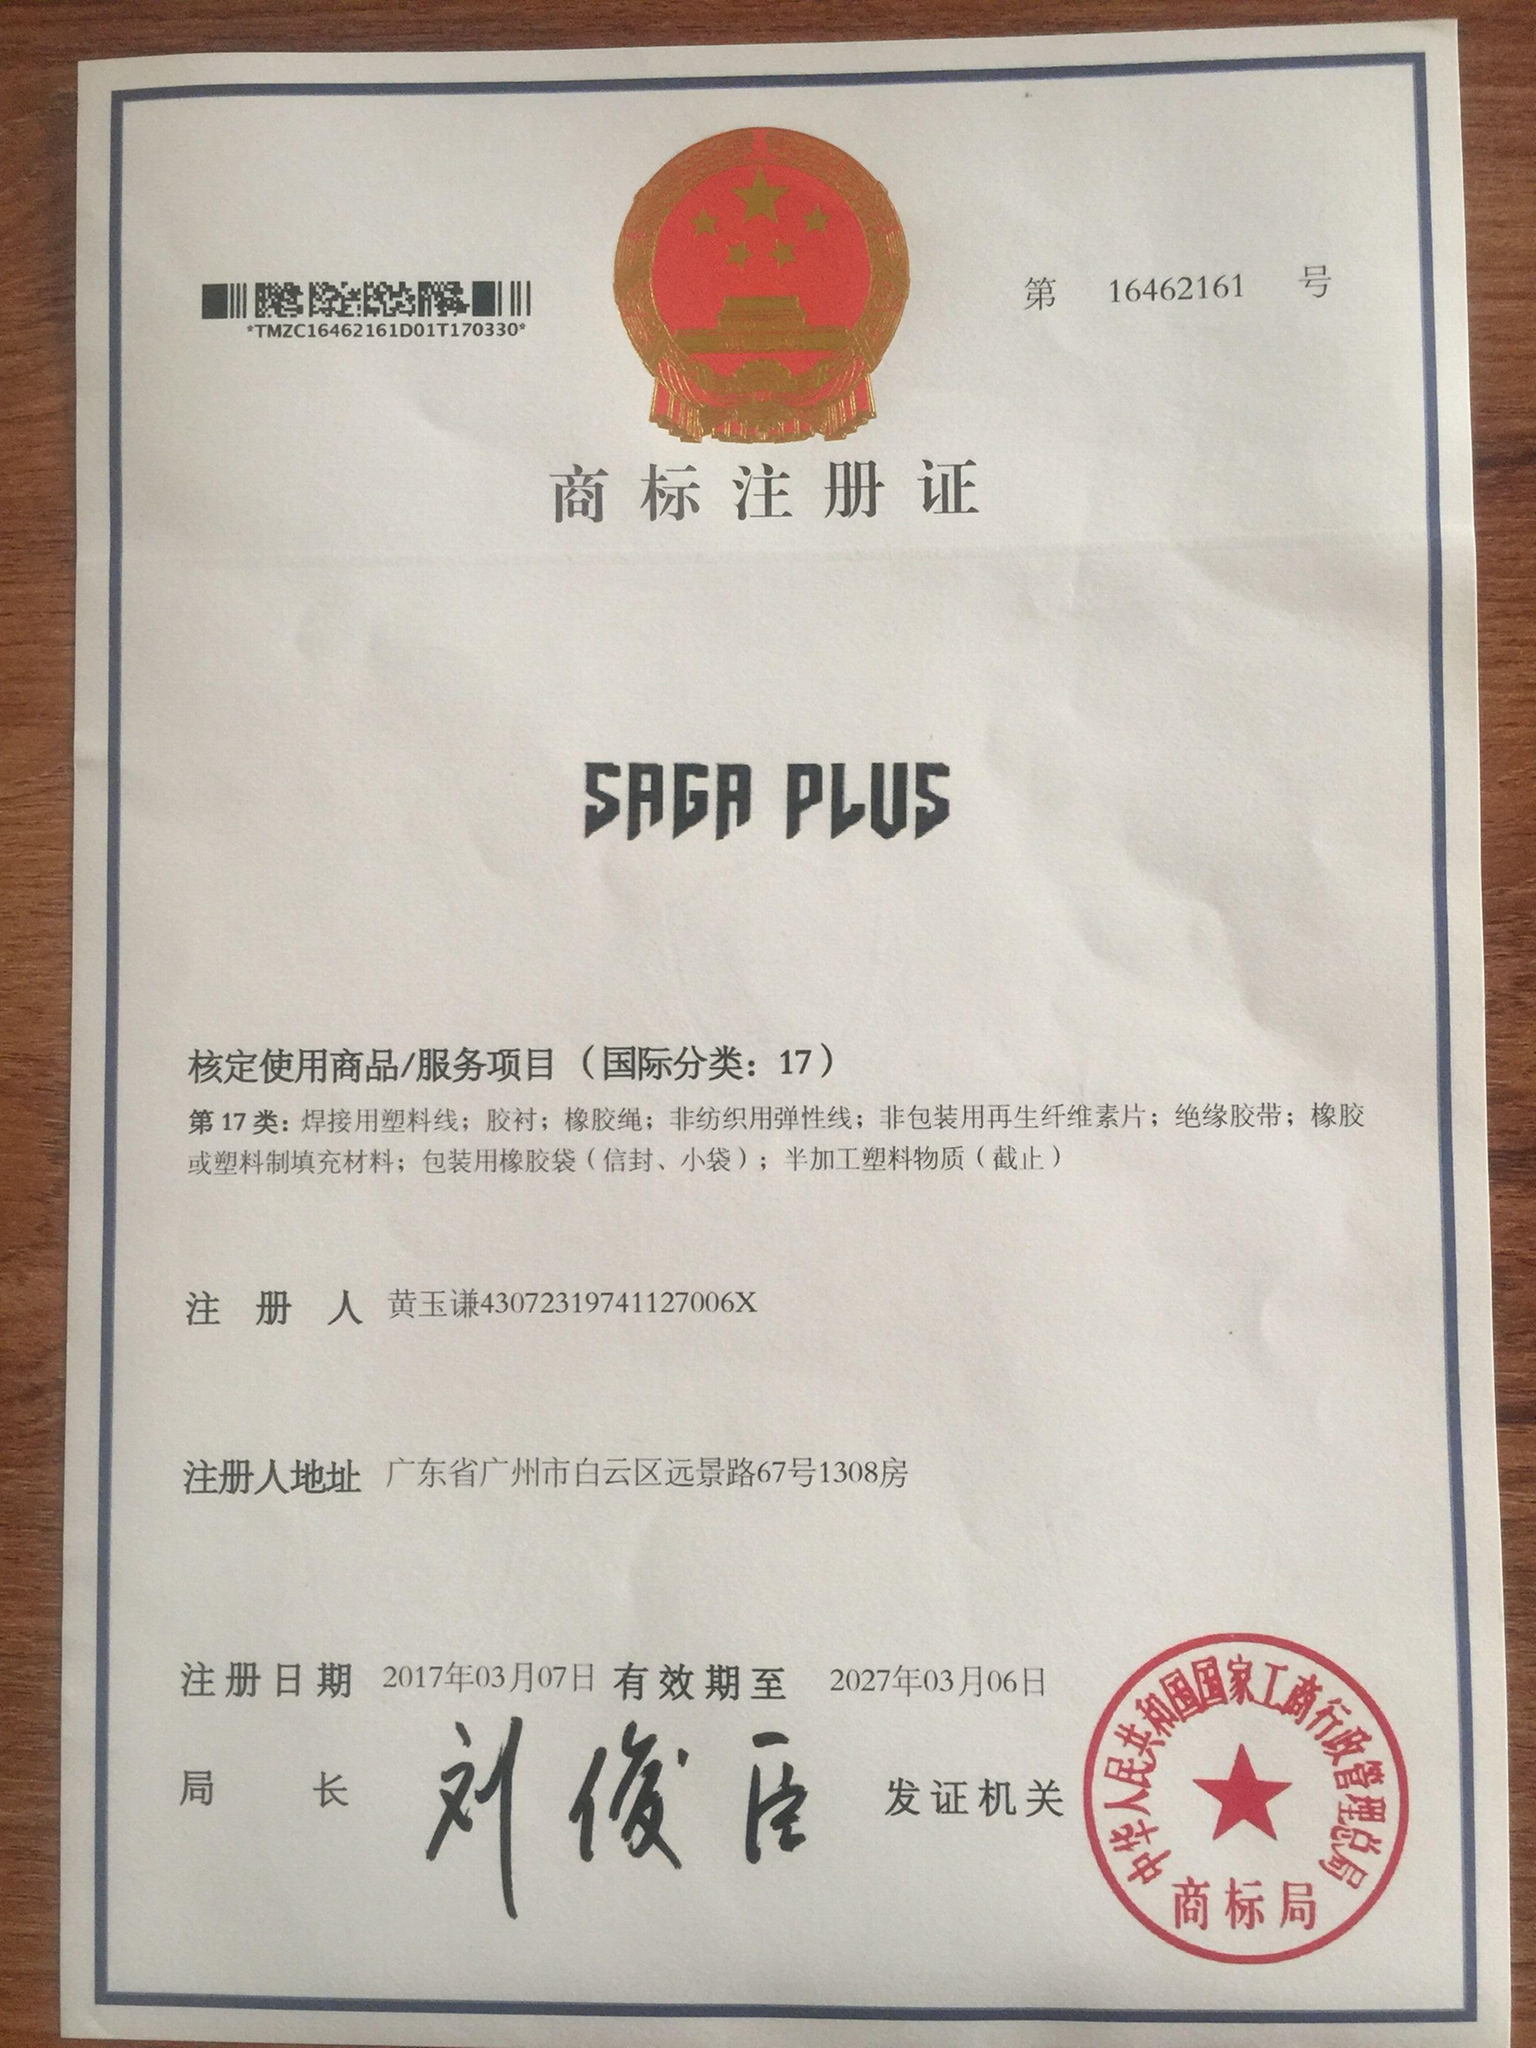 第 16462161 号
*TMZC16462161D01T170330*
商标注册证
SAGA PLUS
核定使用商品/服务项目（国际分类：17）
第17类：焊接用塑料线；胶衬；橡胶绳；非纺织用弹性线；非包装用再生纤维素片；绝缘胶带；橡胶
或塑料制填充材料；包装用橡胶袋（信封、小袋）；半加工塑料物质（截止）
注册人 黄玉谦43072319741127006X
注册人地址 广东省广州市白云区远景路67号1308房
注册日期 2017年03月07日 有效期至 2027年03月06日
局长 刘俊臣 发证机关
中华人民共和国国家工商行政管理总局
商标局